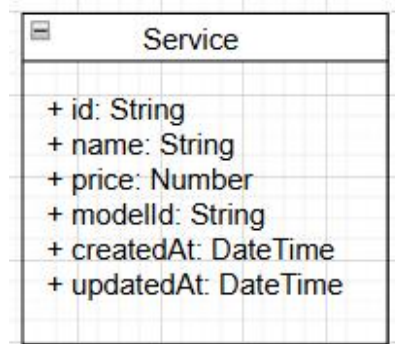 Service
+ id: String
+ name: String
+ price: Number
+ modelId: String
+ createdAt: DateTime
+ updatedAt: DateTime